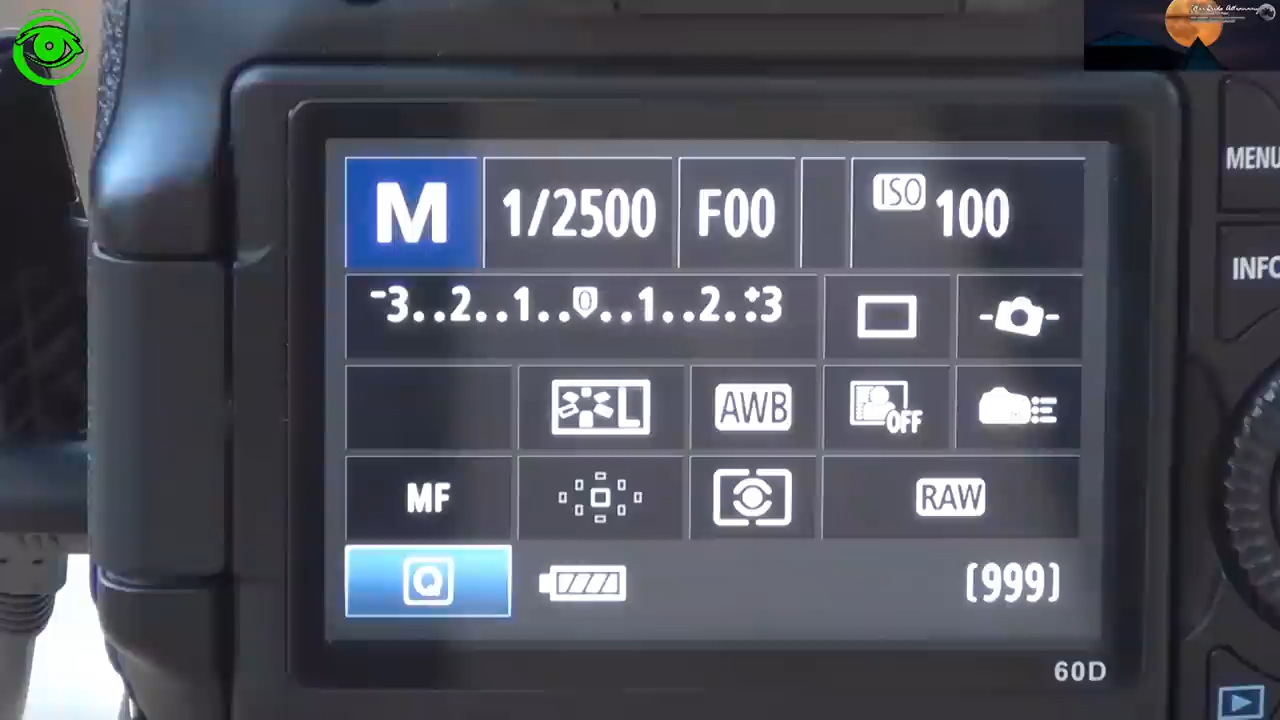 MENU
M 1/2500 F00 ISO 100
INFO
-3..2..1..0..1..2.:+3
L AWB OFF
MF RAW
Q [999]
60D